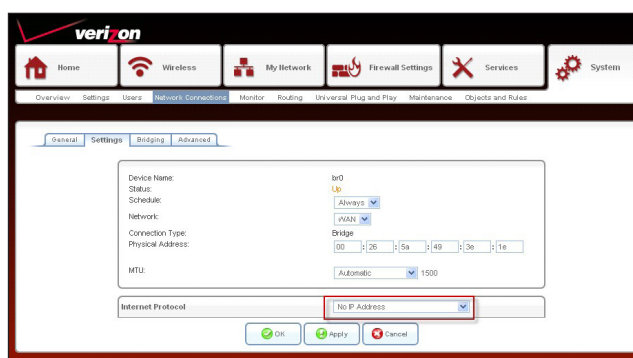 verizon
Home Wireless My Network Firewall Settings Services System
Overview Settings Users Network Connections Monitor Routing Universal Plug and Play Maintenance Objects and Rules
General Settings Bridging Advanced
Device Name: br0
Status: Up
Schedule: Always
Network: WAN
Connection Type: Bridge
Physical Address: 00 : 26 : 5a : 49 : 3e : 1e
MTU: Automatic 1500
Internet Protocol No IP Address
OK Apply Cancel